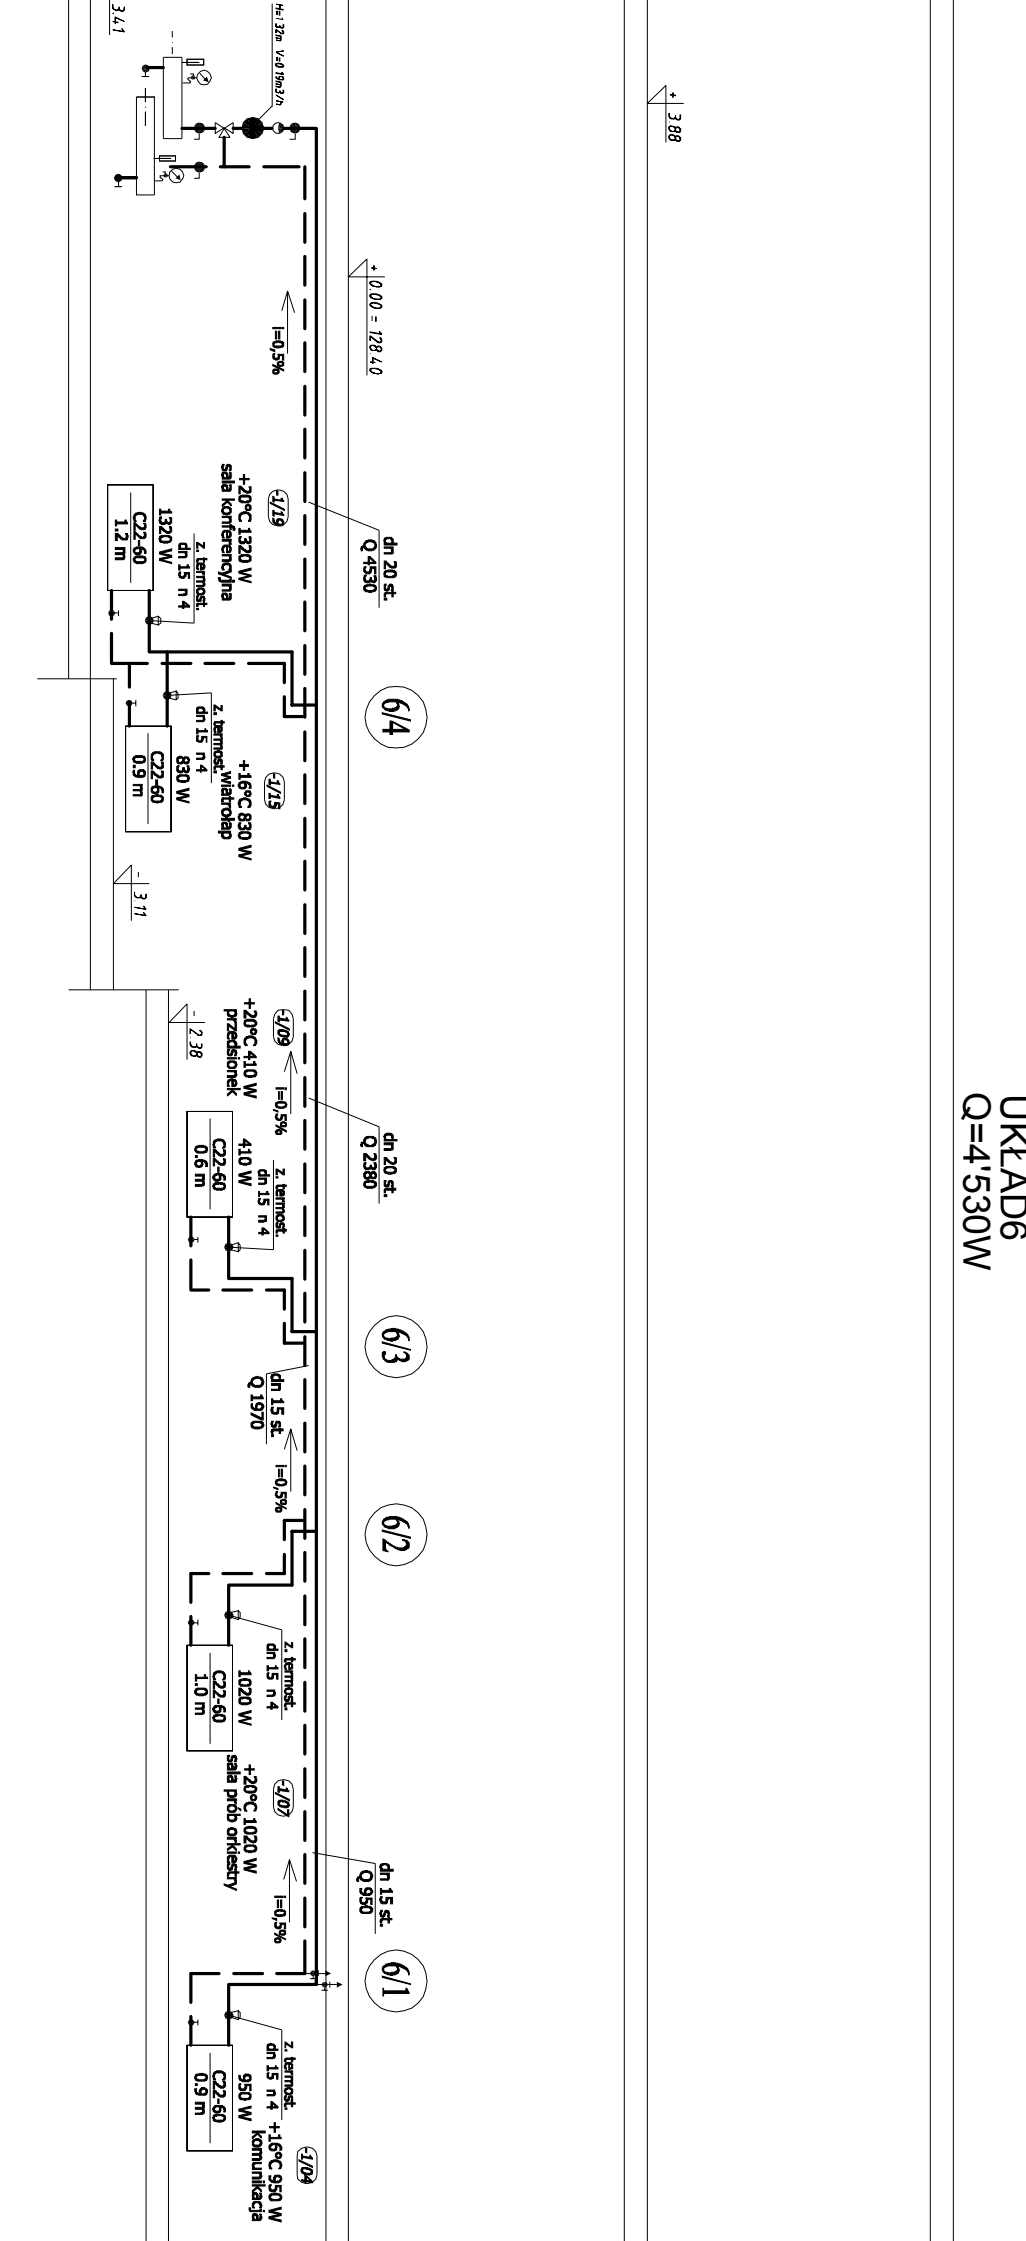 UKŁAD6
Q=4'530W
+ 3.88
+ 0.00 = 128.40
3.41
H=1.32m V=0.19m3/h
i=0,5%
-1/19
+20°C 1320 W
sala konferencyjna
1320 W
C22-60
1.2 m
z. termost.
dn 15 n 4
dn 20 st.
Q 4530
6/4
z. termost.
dn 15 n 4
-1/15
+16°C 830 W
wiatrołap
830 W
C22-60
0.9 m
- 3.11
- 2.38
-1/09
+20°C 410 W
przedsionek
i=0,5%
dn 20 st.
Q 2380
410 W
C22-60
0.6 m
z. termost.
dn 15 n 4
6/3
dn 15 st.
Q 1970
i=0,5%
6/2
z. termost.
dn 15 n 4
1020 W
C22-60
1.0 m
-1/07
+20°C 1020 W
sala prób orkiestry
i=0,5%
dn 15 st.
Q 950
6/1
z. termost.
dn 15 n 4
950 W
C22-60
0.9 m
-1/04
+16°C 950 W
komunikacja